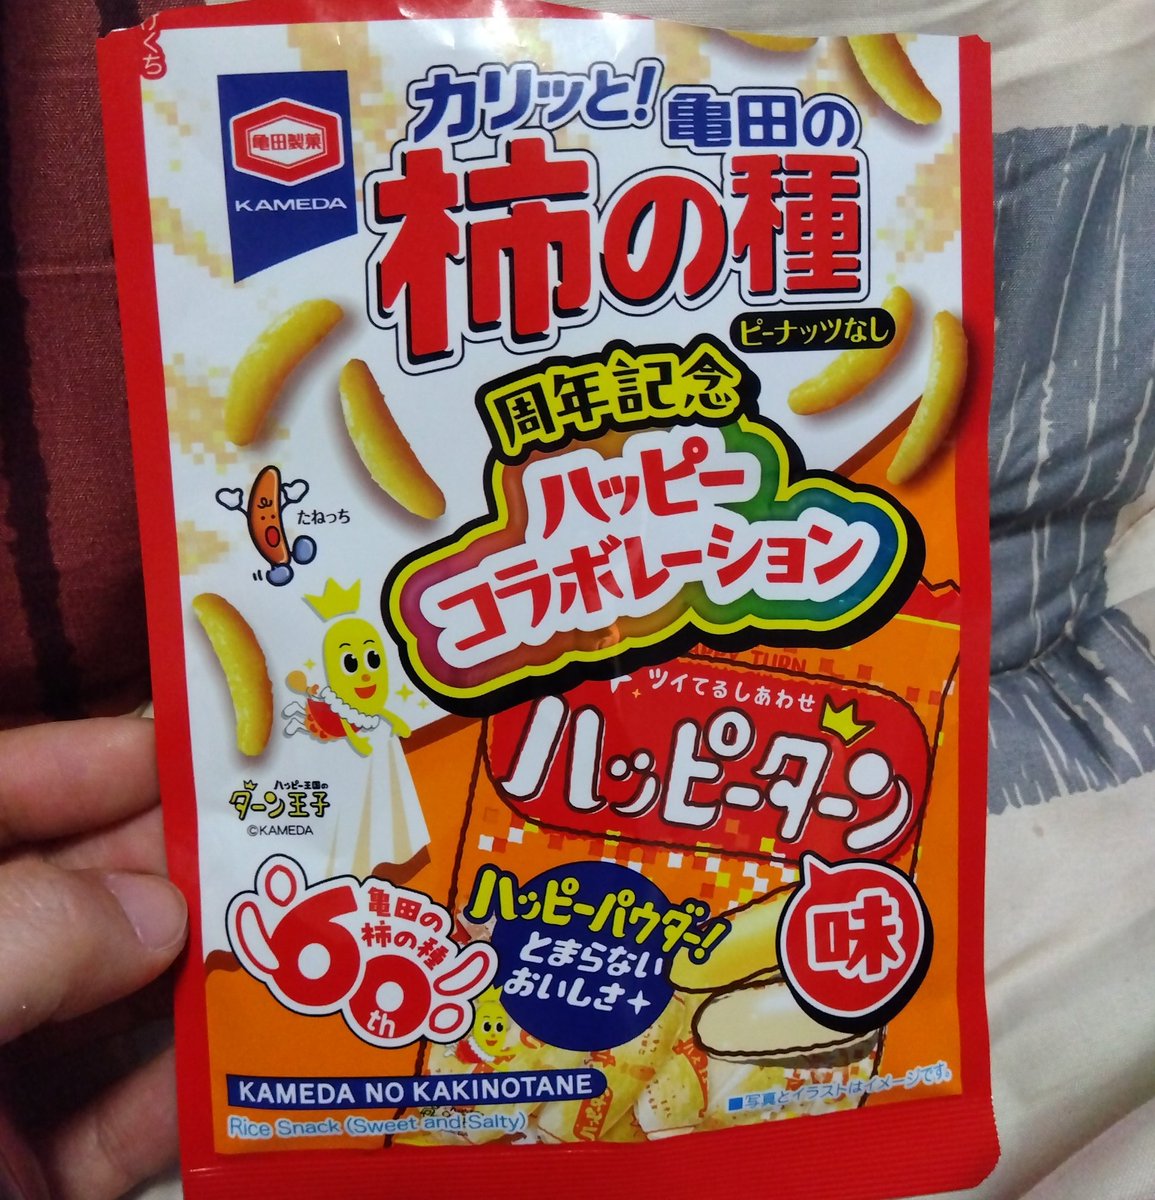 りくち
亀田製菓
KAMEDA
カリッと!亀田の
柿の種
ピーナッツなし
周年記念
ハッピー
コラボレーション
たねっち
HAPPY TURN
ツイてるしあわせ
ハッピーターン
ハッピー王国の
ターン王子
©KAMEDA
60th
亀田の
柿の種
ハッピーパウダー!
とまらない
おいしさ
味
KAMEDA NO KAKINOTANE
Rice Snack (Sweet and Salty)
■写真とイラストはイメージです。